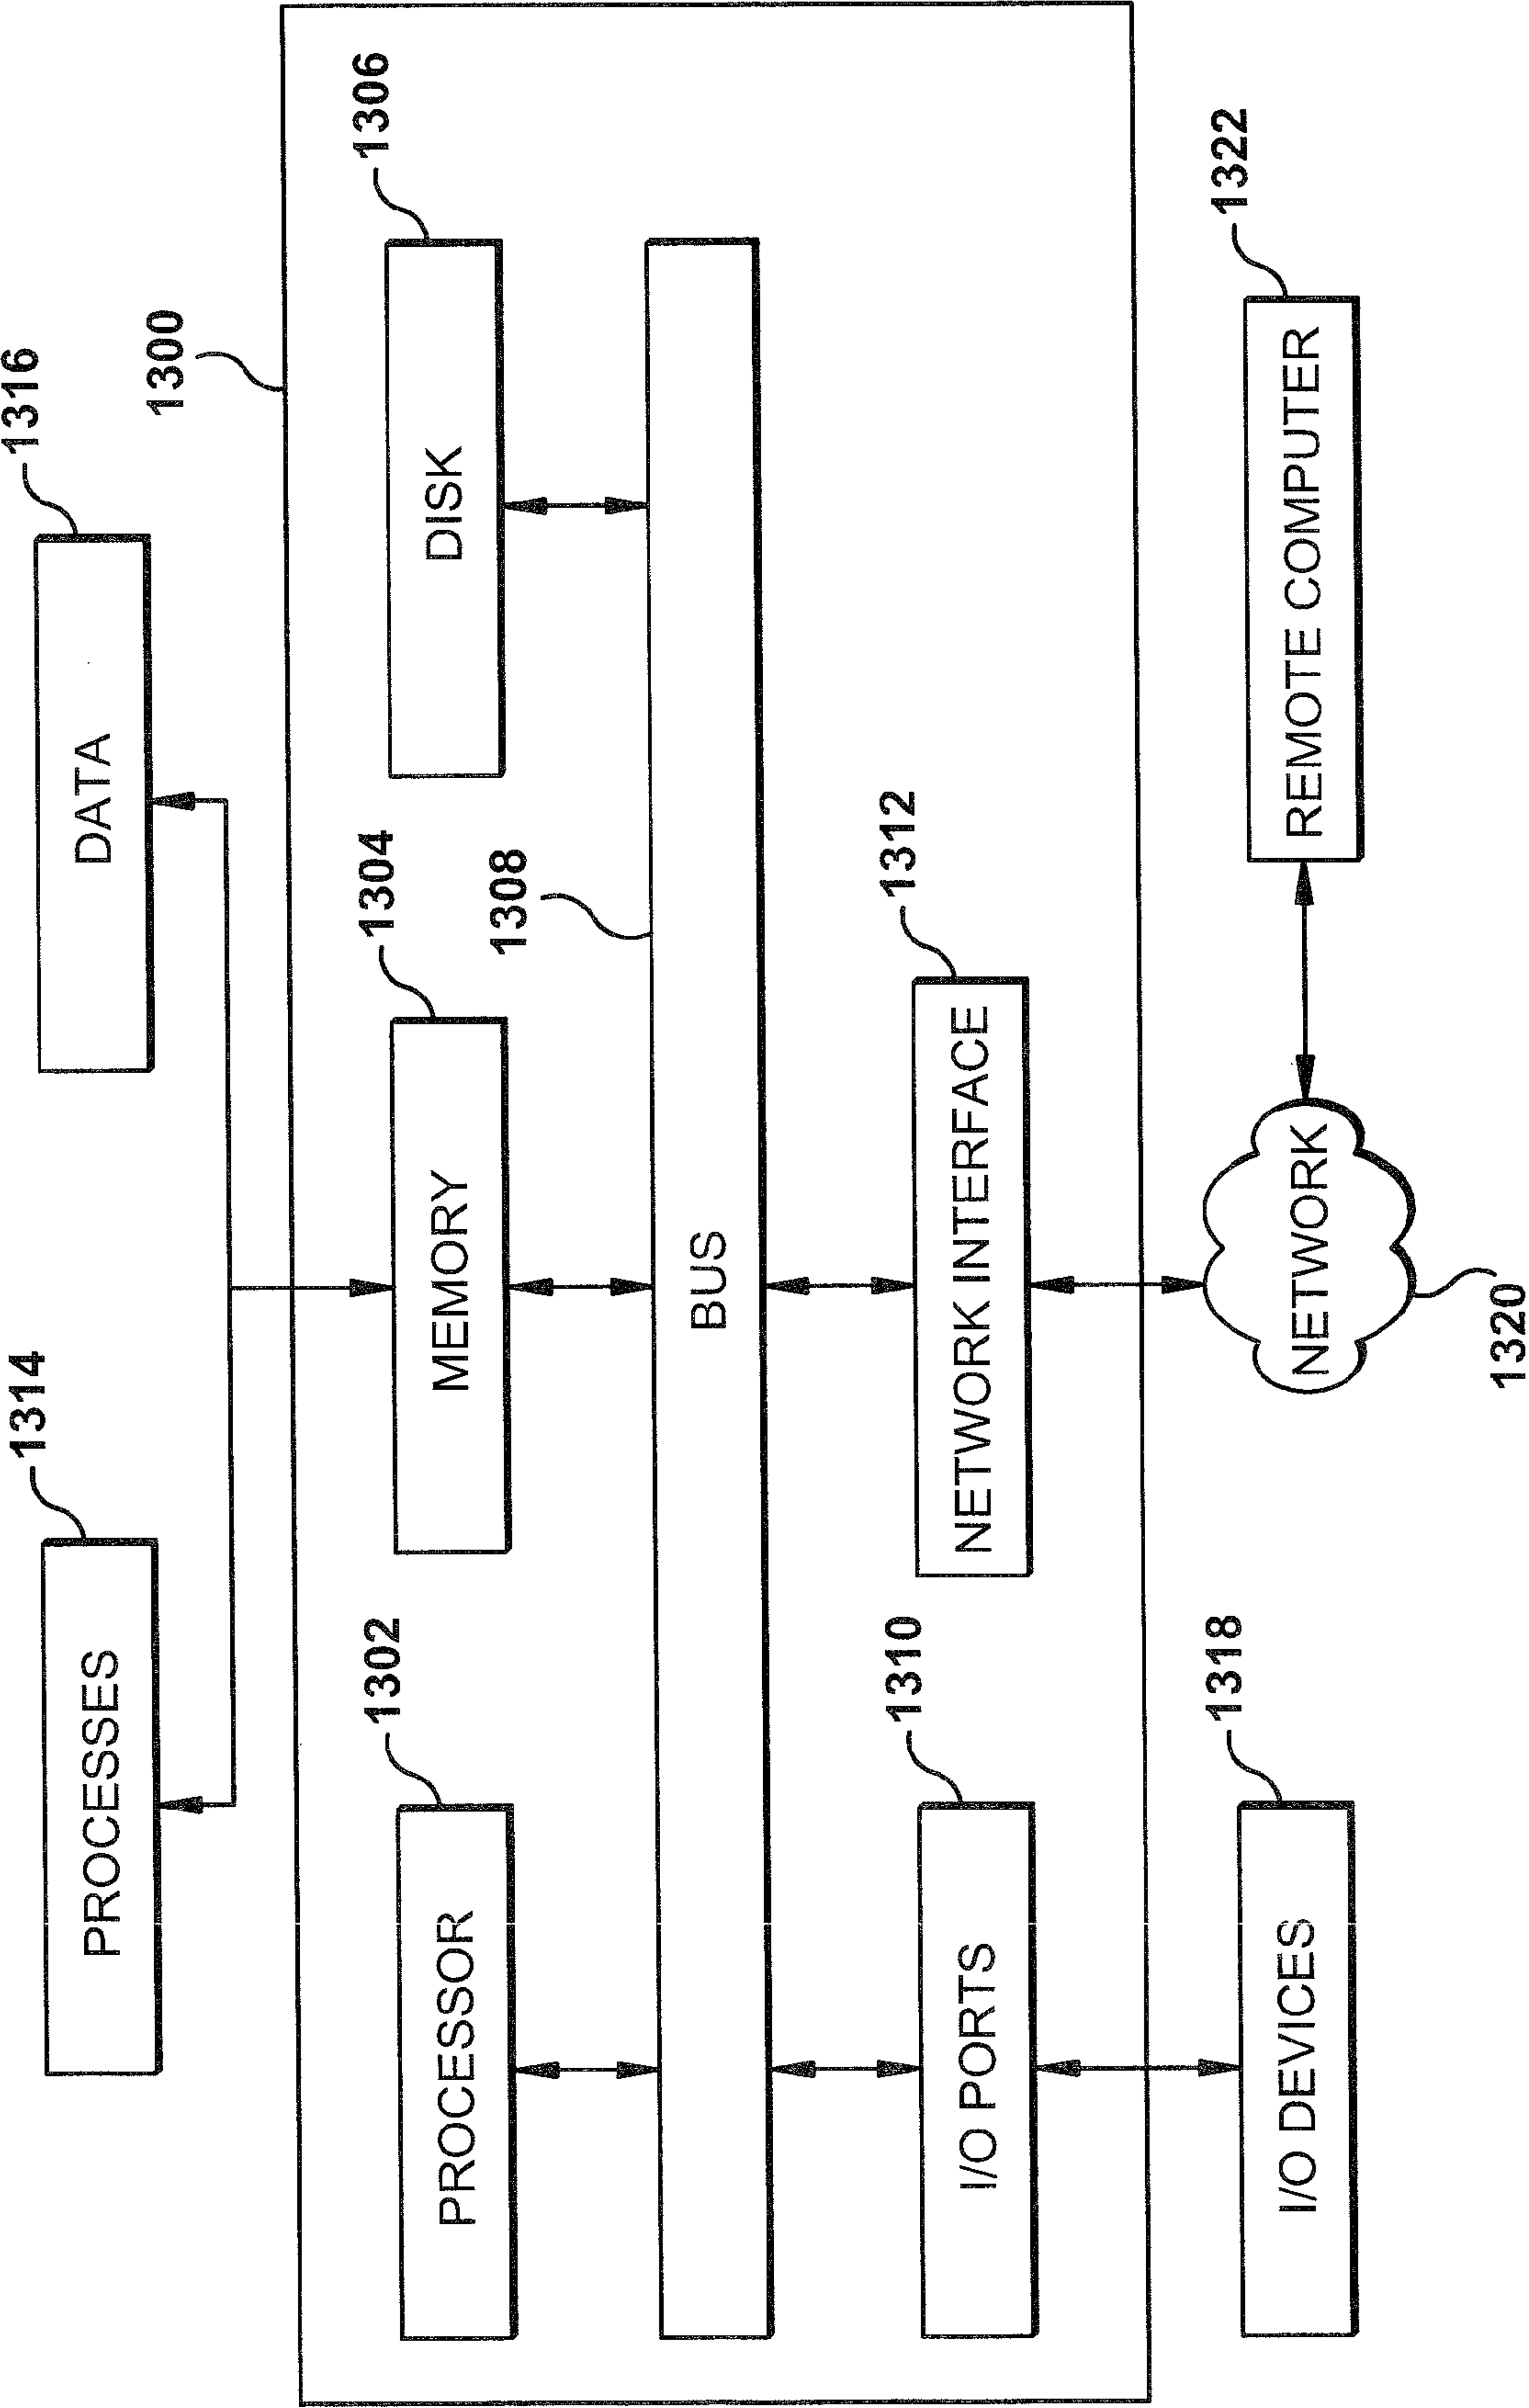 1314
PROCESSES
1316
DATA
1300
1302
PROCESSOR
1304
MEMORY
1306
DISK
1308
BUS
1310
I/O PORTS
1312
NETWORK INTERFACE
1318
I/O DEVICES
NETWORK
1320
1322
REMOTE COMPUTER